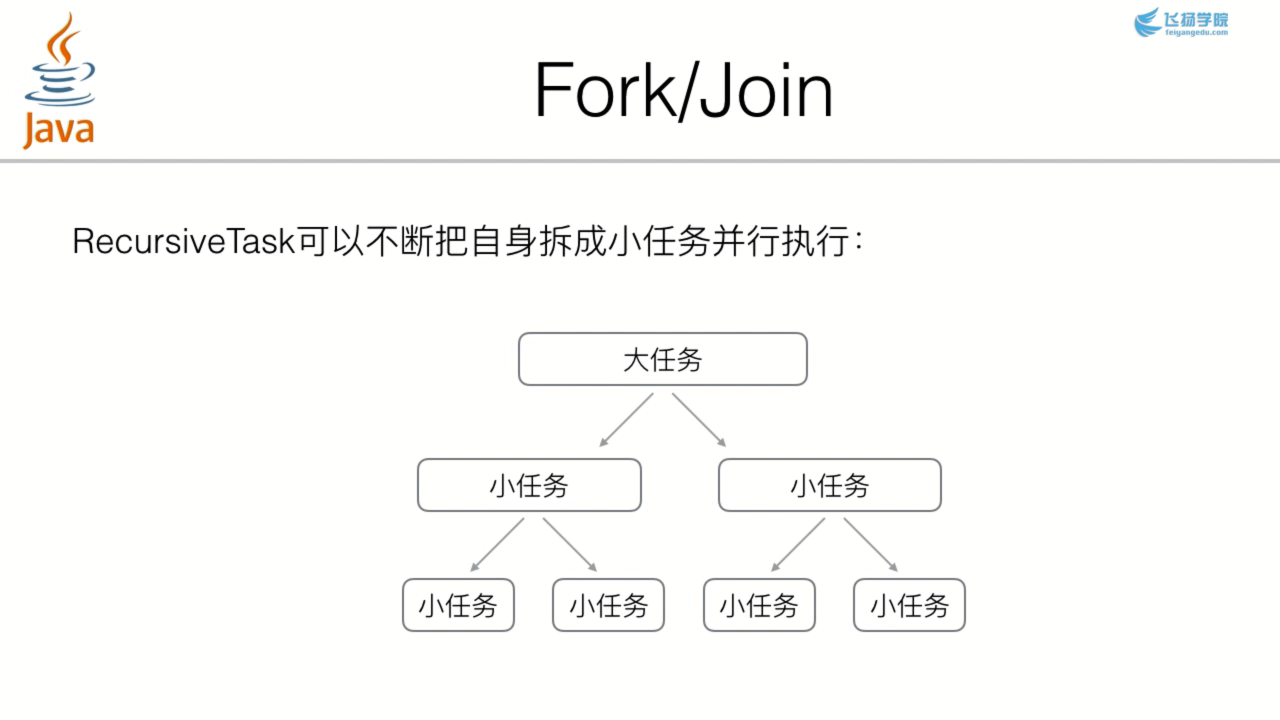 飞扬学院
feiyangedu.com
Java
Fork/Join
RecursiveTask可以不断把自身拆成小任务并行执行：
大任务
小任务 小任务
小任务 小任务 小任务 小任务